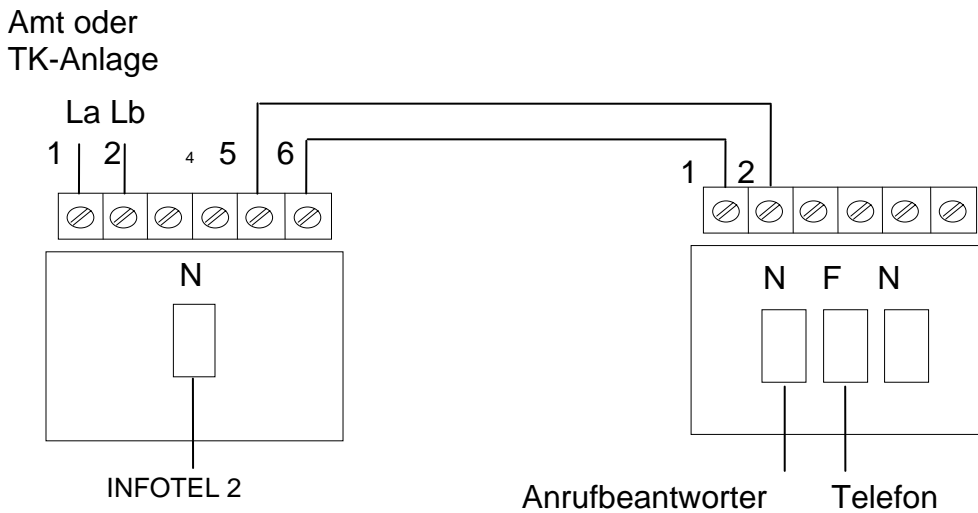 Amt oder
TK-Anlage
La Lb
1 2 4 5 6
1 2
N
N F N
INFOTEL 2
Anrufbeantworter Telefon